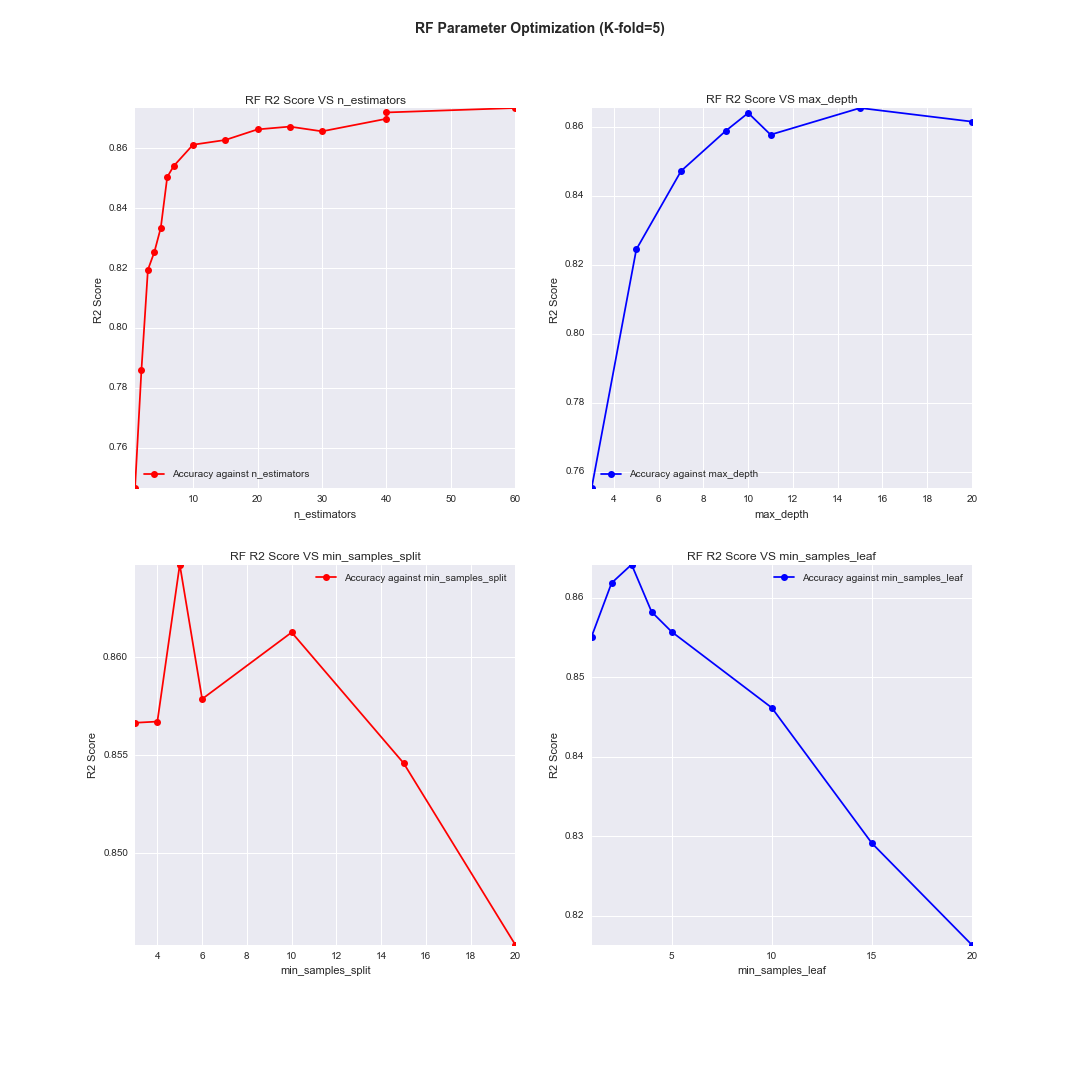 RF Parameter Optimization (K-fold=5)
RF R2 Score VS n_estimators
R2 Score
0.86
0.84
0.82
0.80
0.78
0.76
Accuracy against n_estimators
10 20 30 40 50 60
n_estimators
RF R2 Score VS max_depth
R2 Score
0.86
0.84
0.82
0.80
0.78
0.76
Accuracy against max_depth
4 6 8 10 12 14 16 18 20
max_depth
RF R2 Score VS min_samples_split
Accuracy against min_samples_split
R2 Score
0.860
0.855
0.850
4 6 8 10 12 14 16 18 20
min_samples_split
RF R2 Score VS min_samples_leaf
Accuracy against min_samples_leaf
R2 Score
0.86
0.85
0.84
0.83
0.82
5 10 15 20
min_samples_leaf